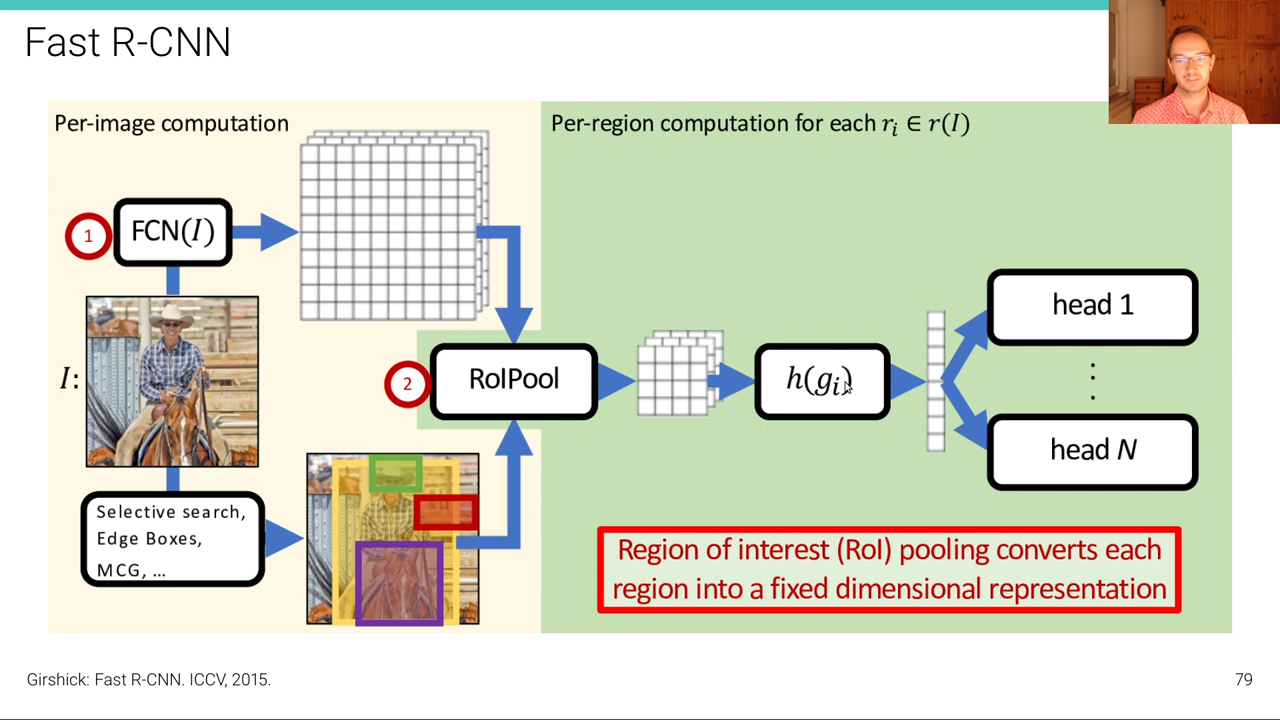 Fast R-CNN
Per-image computation
Per-region computation for each rᵢ ∈ r(I)
1
FCN(I)
I:
2
RoIPool
h(gᵢ)
head 1
⋮
head N
Selective search,
Edge Boxes,
MCG, ...
Region of interest (RoI) pooling converts each
region into a fixed dimensional representation
Girshick: Fast R-CNN. ICCV, 2015.
79